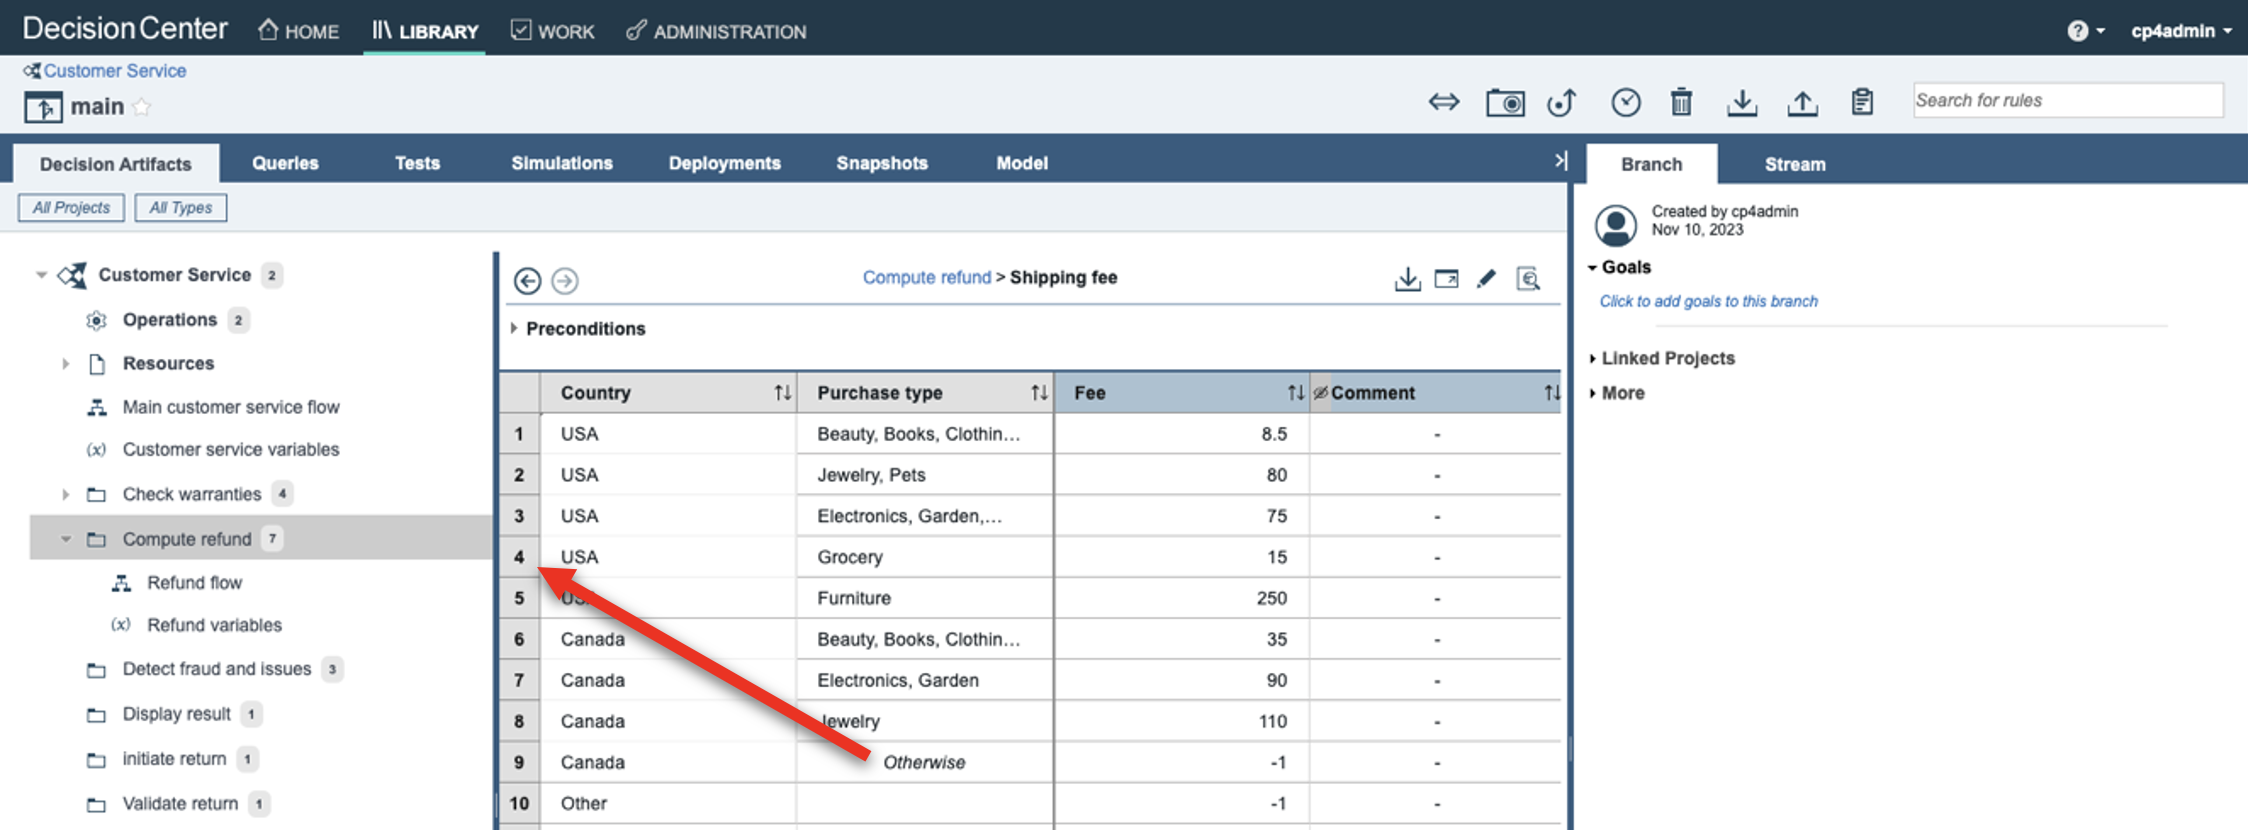 Decision Center HOME LIBRARY WORK ADMINISTRATION ? cp4admin
Customer Service
main
Search for rules
Decision Artifacts Queries Tests Simulations Deployments Snapshots Model
Branch Stream
All Projects All Types
Customer Service 2
Operations 2
Resources
Main customer service flow
(x) Customer service variables
Check warranties 4
Compute refund 7
Refund flow
(x) Refund variables
Detect fraud and issues 3
Display result 1
initiate return 1
Validate return 1
Compute refund > Shipping fee
Preconditions
Country Purchase type Fee Comment
1 USA Beauty, Books, Clothin... 8.5 -
2 USA Jewelry, Pets 80 -
3 USA Electronics, Garden,... 75 -
4 USA Grocery 15 -
5 USA Furniture 250 -
6 Canada Beauty, Books, Clothin... 35 -
7 Canada Electronics, Garden 90 -
8 Canada Jewelry 110 -
9 Canada Otherwise -1 -
10 Other -1 -
Created by cp4admin
Nov 10, 2023
Goals
Click to add goals to this branch
Linked Projects
More